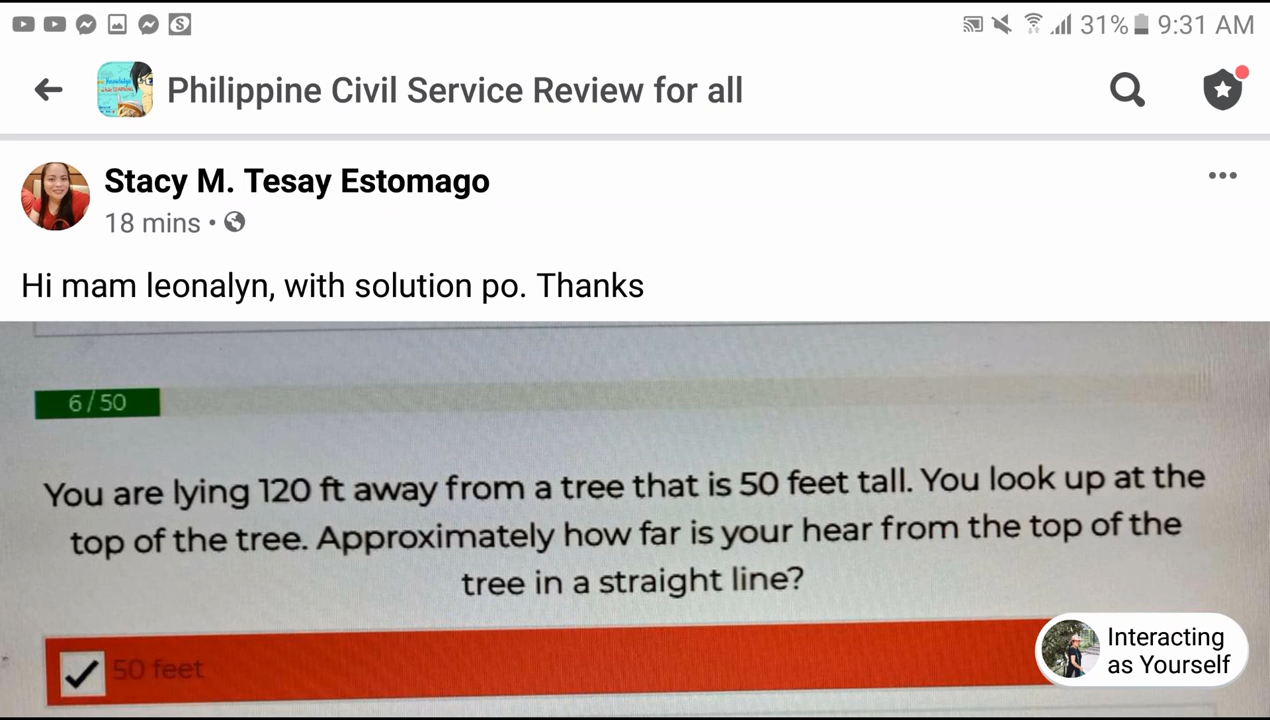 31% 9:31 AM
Philippine Civil Service Review for all
Stacy M. Tesay Estomago
18 mins •
Hi mam leonalyn, with solution po. Thanks
6/50
You are lying 120 ft away from a tree that is 50 feet tall. You look up at the
top of the tree. Approximately how far is your hear from the top of the
tree in a straight line?
50 feet
Interacting
as Yourself